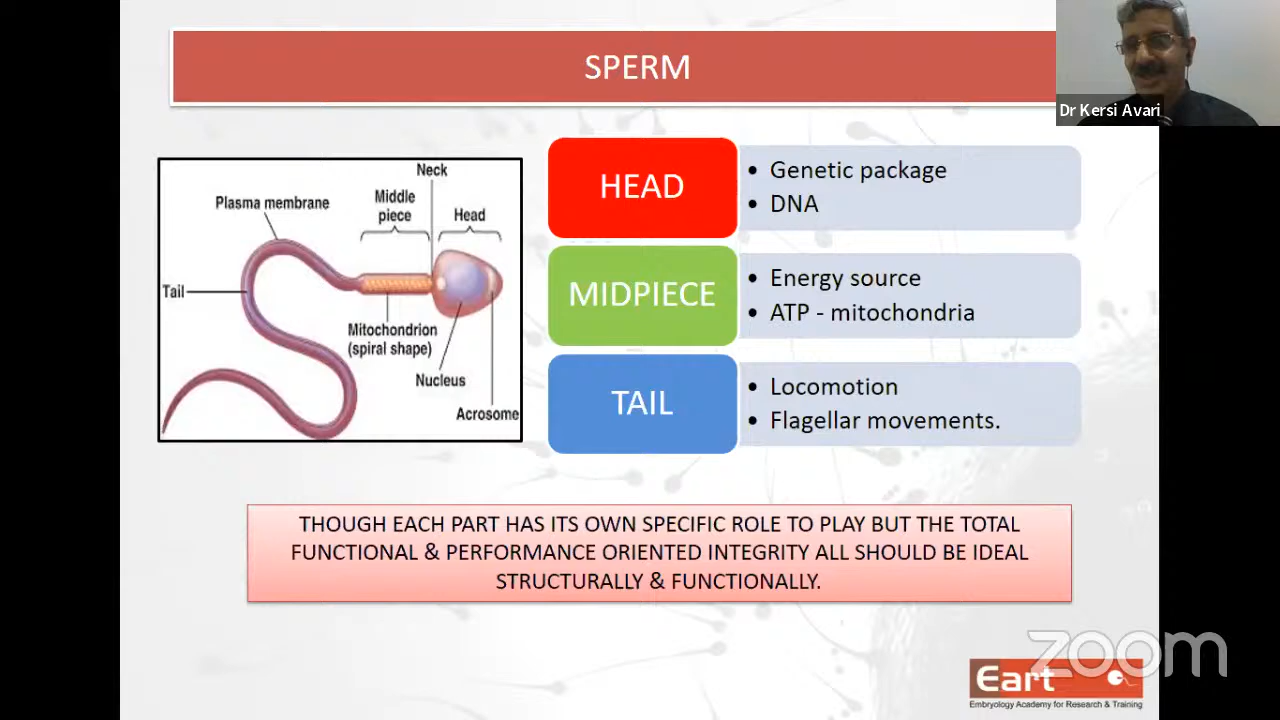 SPERM
Dr Kersi Avari
Neck
Plasma membrane
Middle
piece
Head
Tail
Mitochondrion
(spiral shape)
Nucleus
Acrosome
HEAD
• Genetic package
• DNA
MIDPIECE
• Energy source
• ATP - mitochondria
TAIL
• Locomotion
• Flagellar movements.
THOUGH EACH PART HAS ITS OWN SPECIFIC ROLE TO PLAY BUT THE TOTAL
FUNCTIONAL & PERFORMANCE ORIENTED INTEGRITY ALL SHOULD BE IDEAL
STRUCTURALLY & FUNCTIONALLY.
zoom
Eart
Embryology Academy for Research & Training